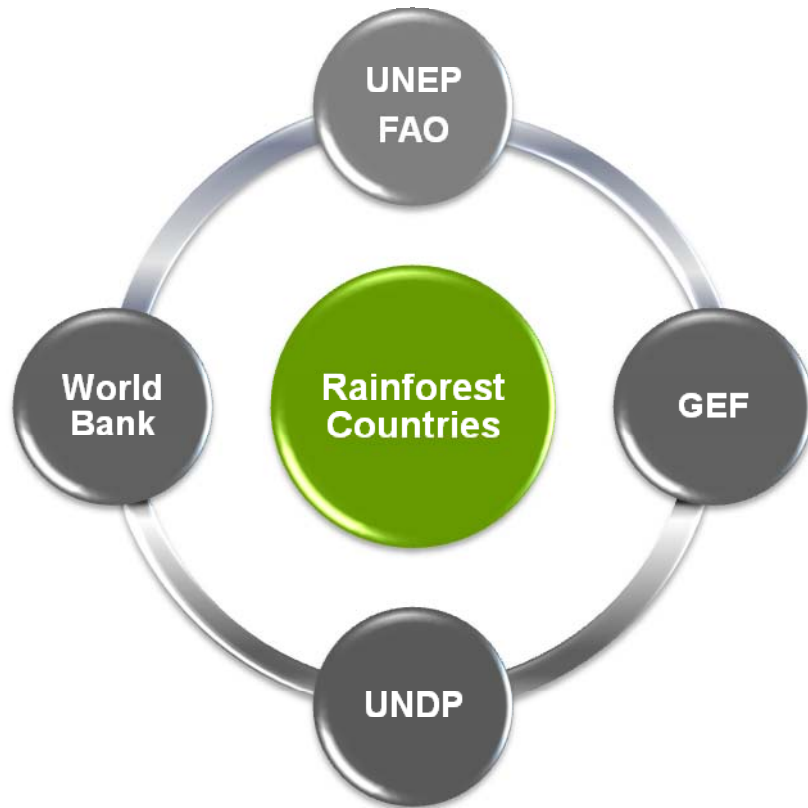 UNEP
FAO
World
Bank
Rainforest
Countries
GEF
UNDP